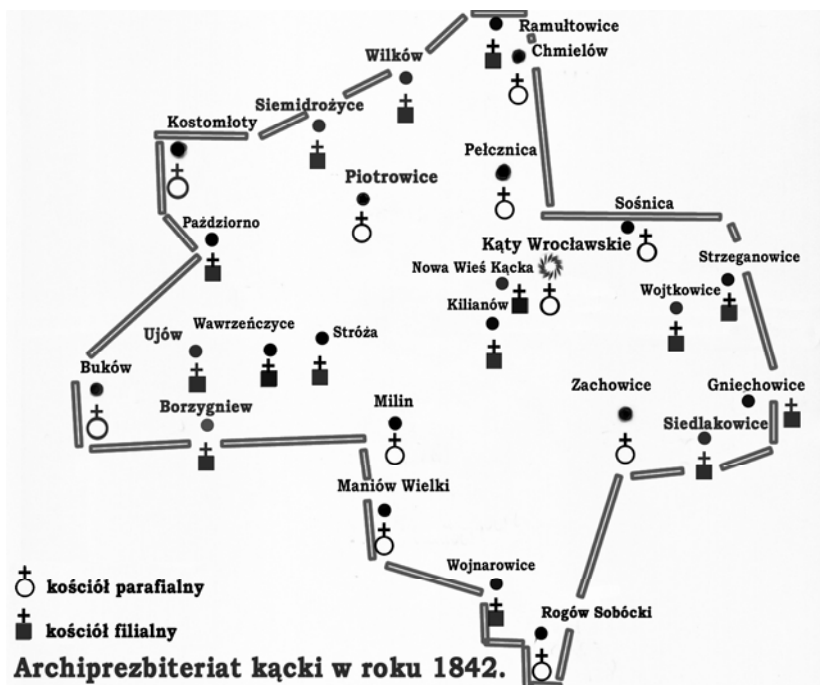 Ramułtowice
Chmielów
Wilków
Siemidrożyce
Kostomłoty
Pełcznica
Piotrowice
Sośnica
Pażdziorno
Kąty Wrocławskie
Strzeganowice
Nowa Wieś Kącka
Wojtkowice
Kilianów
Ujów
Wawrzeńczyce
Stróża
Buków
Zachowice
Gniechowice
Borzygniew
Milin
Siedlakowice
Maniów Wielki
Wojnarowice
kościół parafialny
Rogów Sobócki
kościół filialny
Archiprezbiteriat kącki w roku 1842.